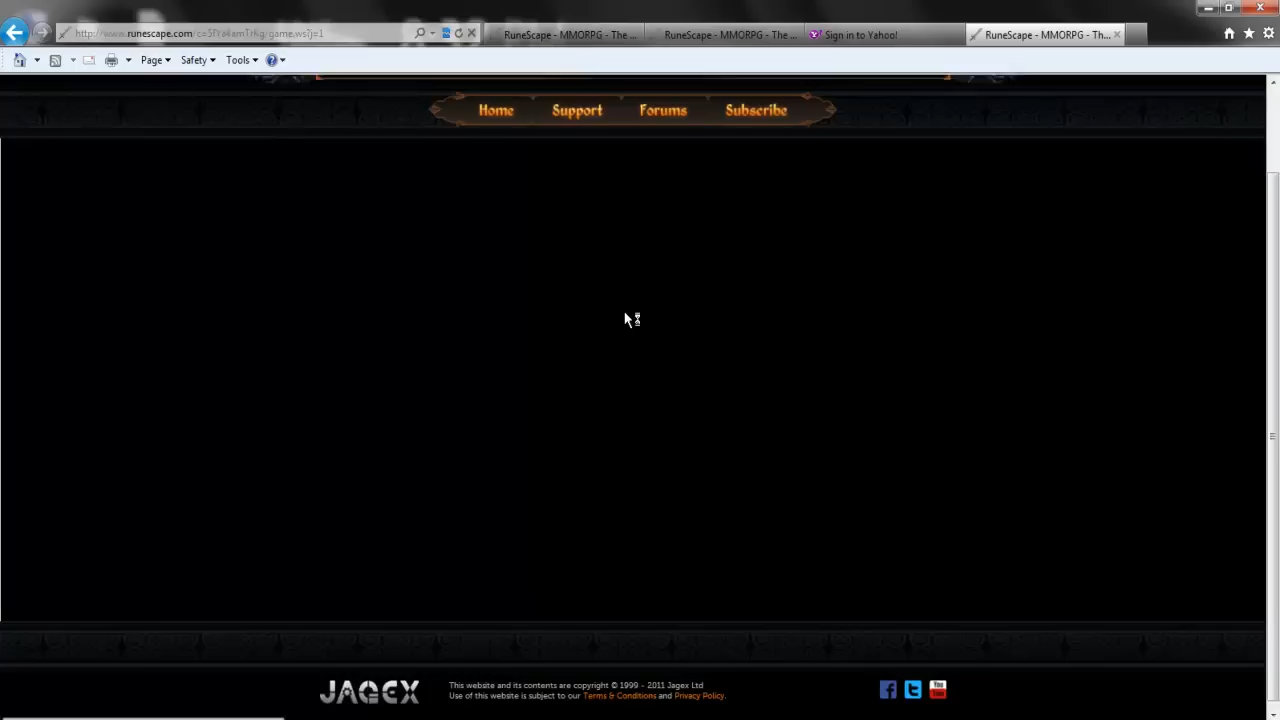 http://www.runescape.com
RuneScape - MMORPG - The ...
RuneScape - MMORPG - The ...
Sign in to Yahoo!
RuneScape - MMORPG - Th...
Page
Safety
Tools
Home
Support
Forums
Subscribe
JAGEX
This website and its contents are copyright © 1999 - 2011 Jagex Ltd
Use of this website is subject to our Terms & Conditions and Privacy Policy.
You